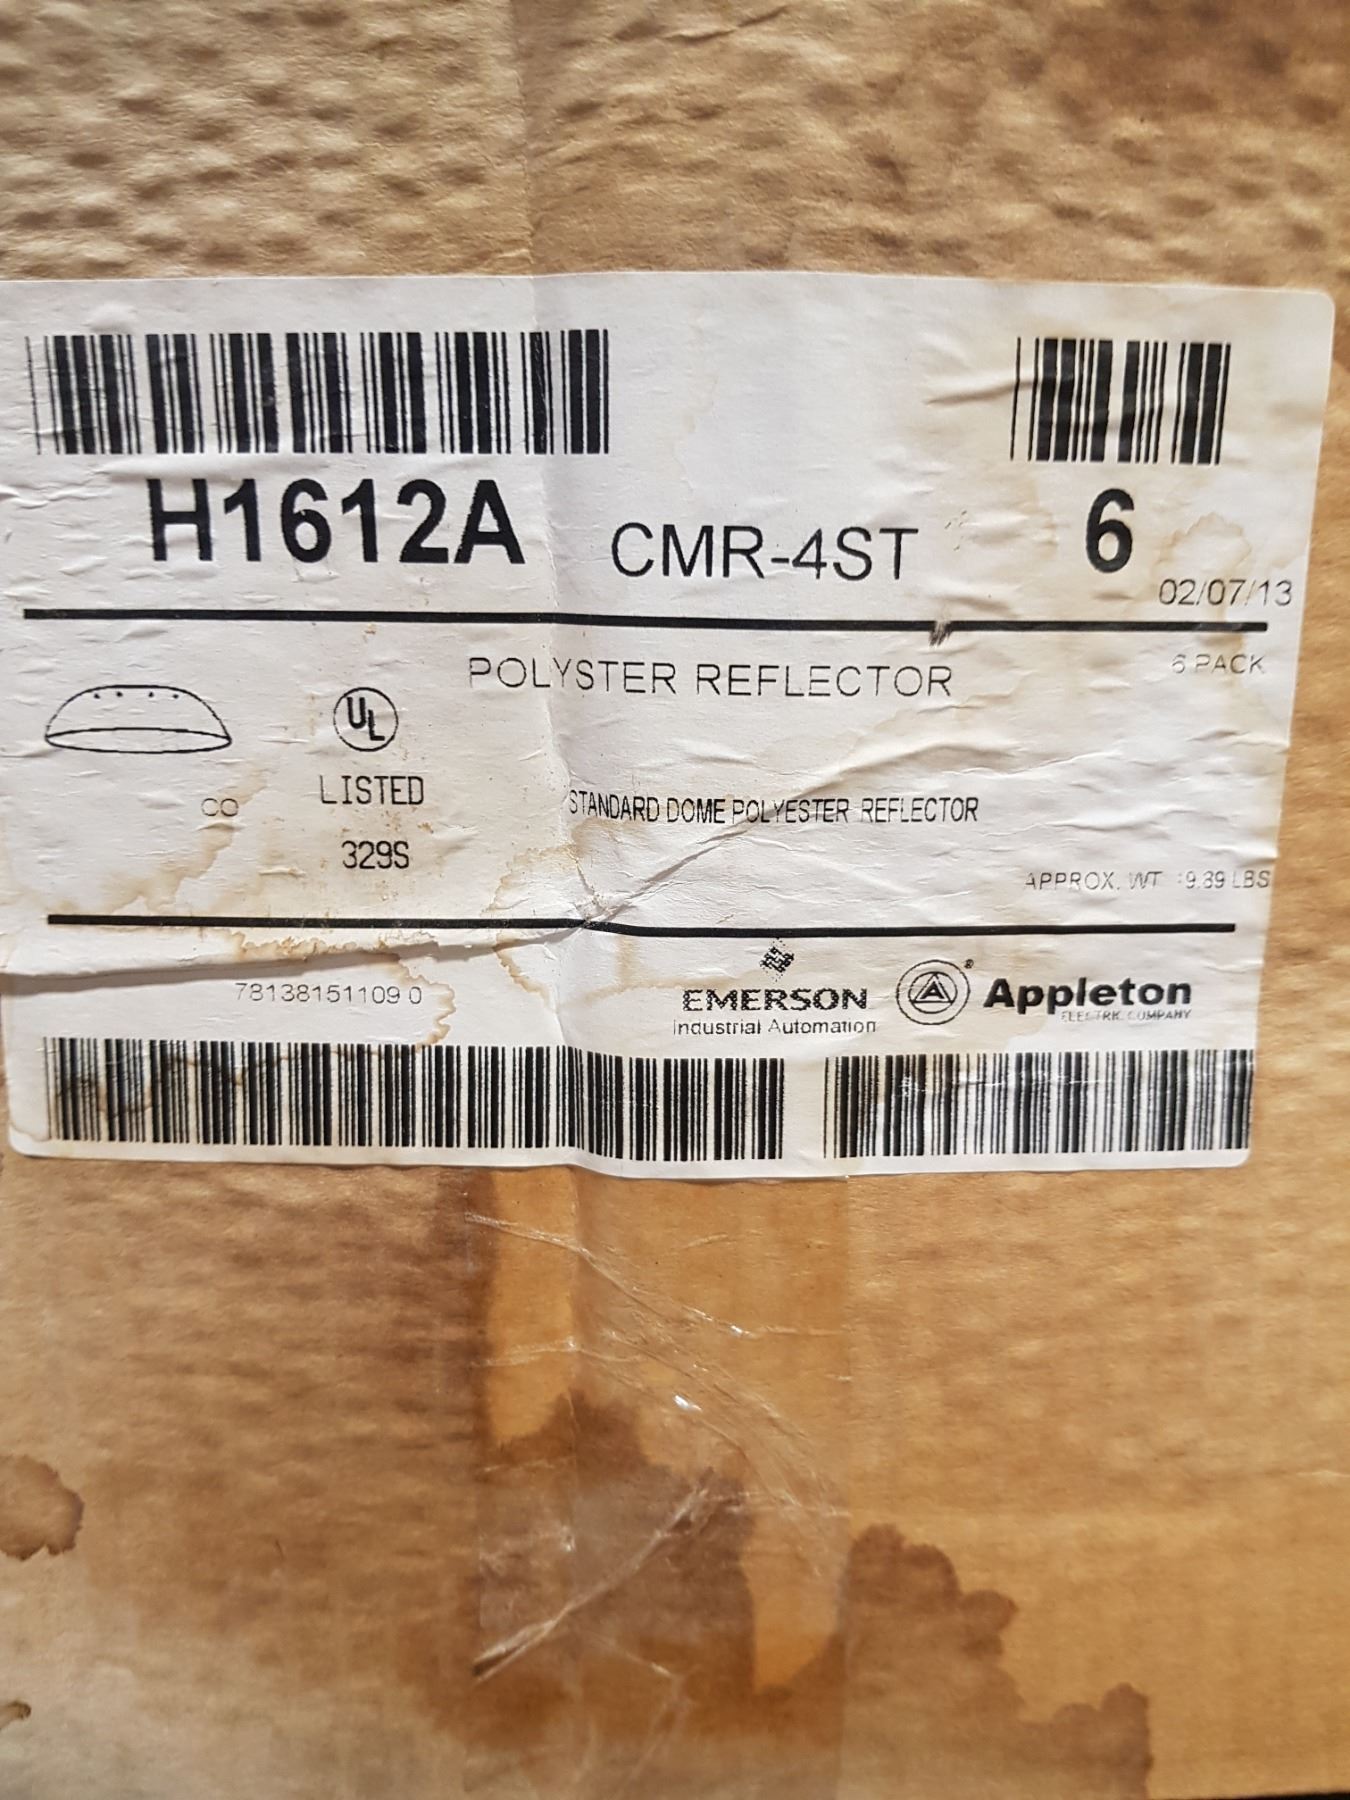 H1612A CMR-4ST 6
02/07/13
POLYSTER REFLECTOR 6 PACK
UL
LISTED
CO
329S
STANDARD DOME POLYESTER REFLECTOR
APPROX. WT 9.89 LBS
78138151109 0
EMERSON
Industrial Automation
A ® Appleton
ELECTRIC COMPANY